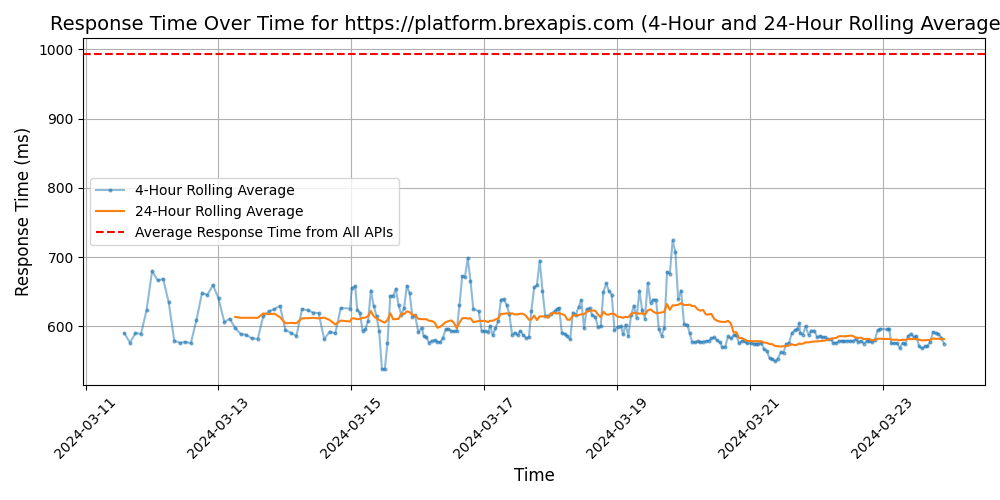 Response Time Over Time for https://platform.brexapis.com (4-Hour and 24-Hour Rolling Average
Response Time (ms)
1000
900
800
700
600
4-Hour Rolling Average
24-Hour Rolling Average
Average Response Time from All APIs
2024-03-11
2024-03-13
2024-03-15
2024-03-17
2024-03-19
2024-03-21
2024-03-23
Time